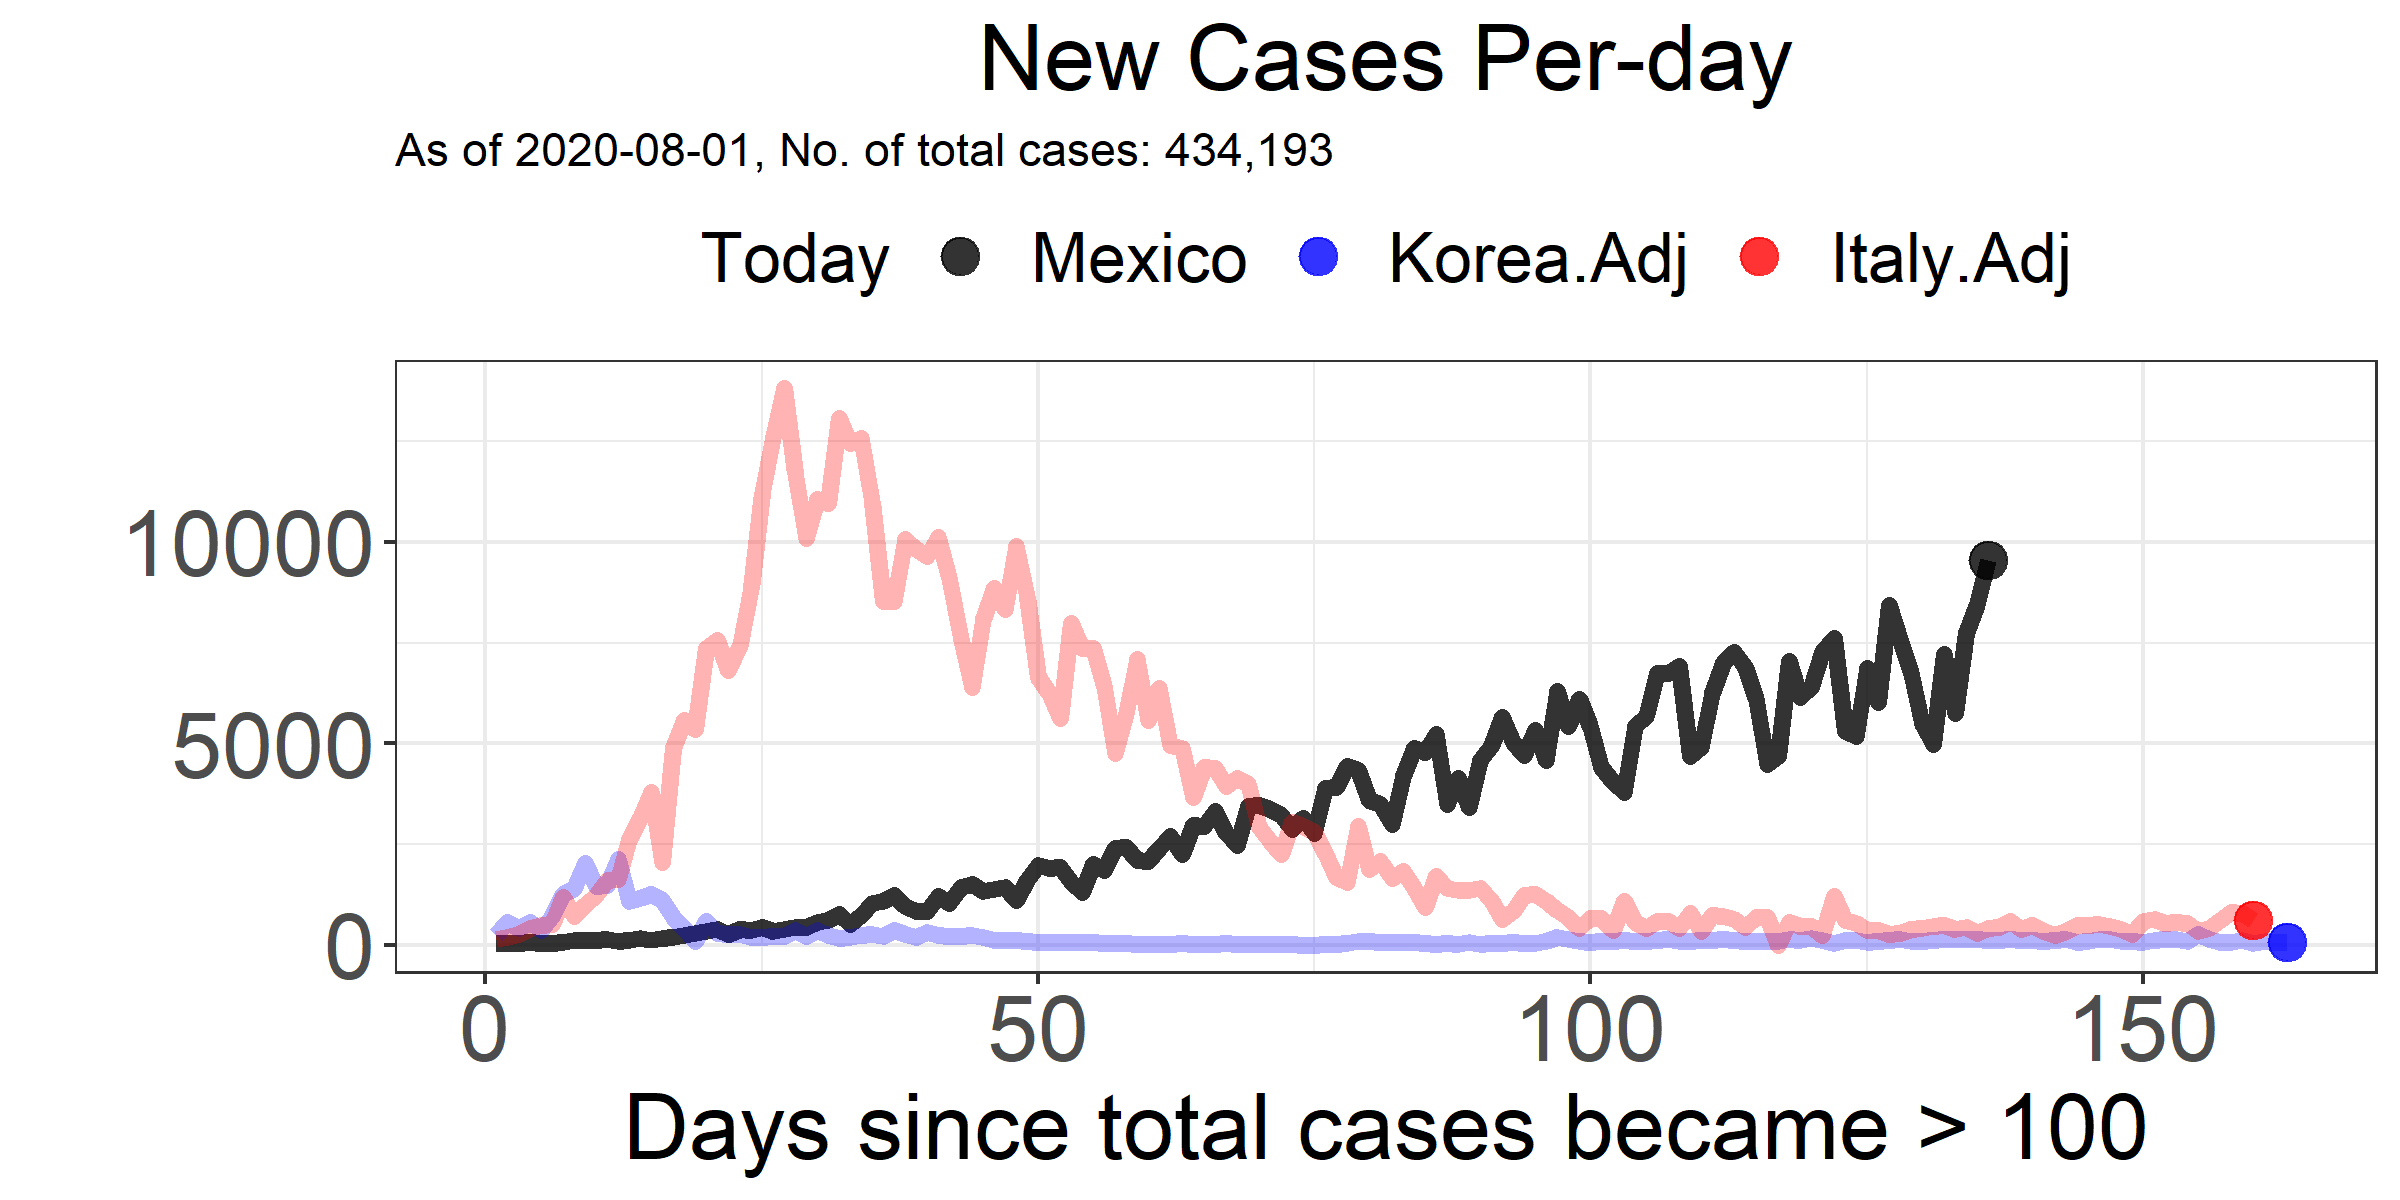 New Cases Per-day
As of 2020-08-01, No. of total cases: 434,193
Today Mexico Korea.Adj Italy.Adj
10000
5000
0
0 50 100 150
Days since total cases became > 100